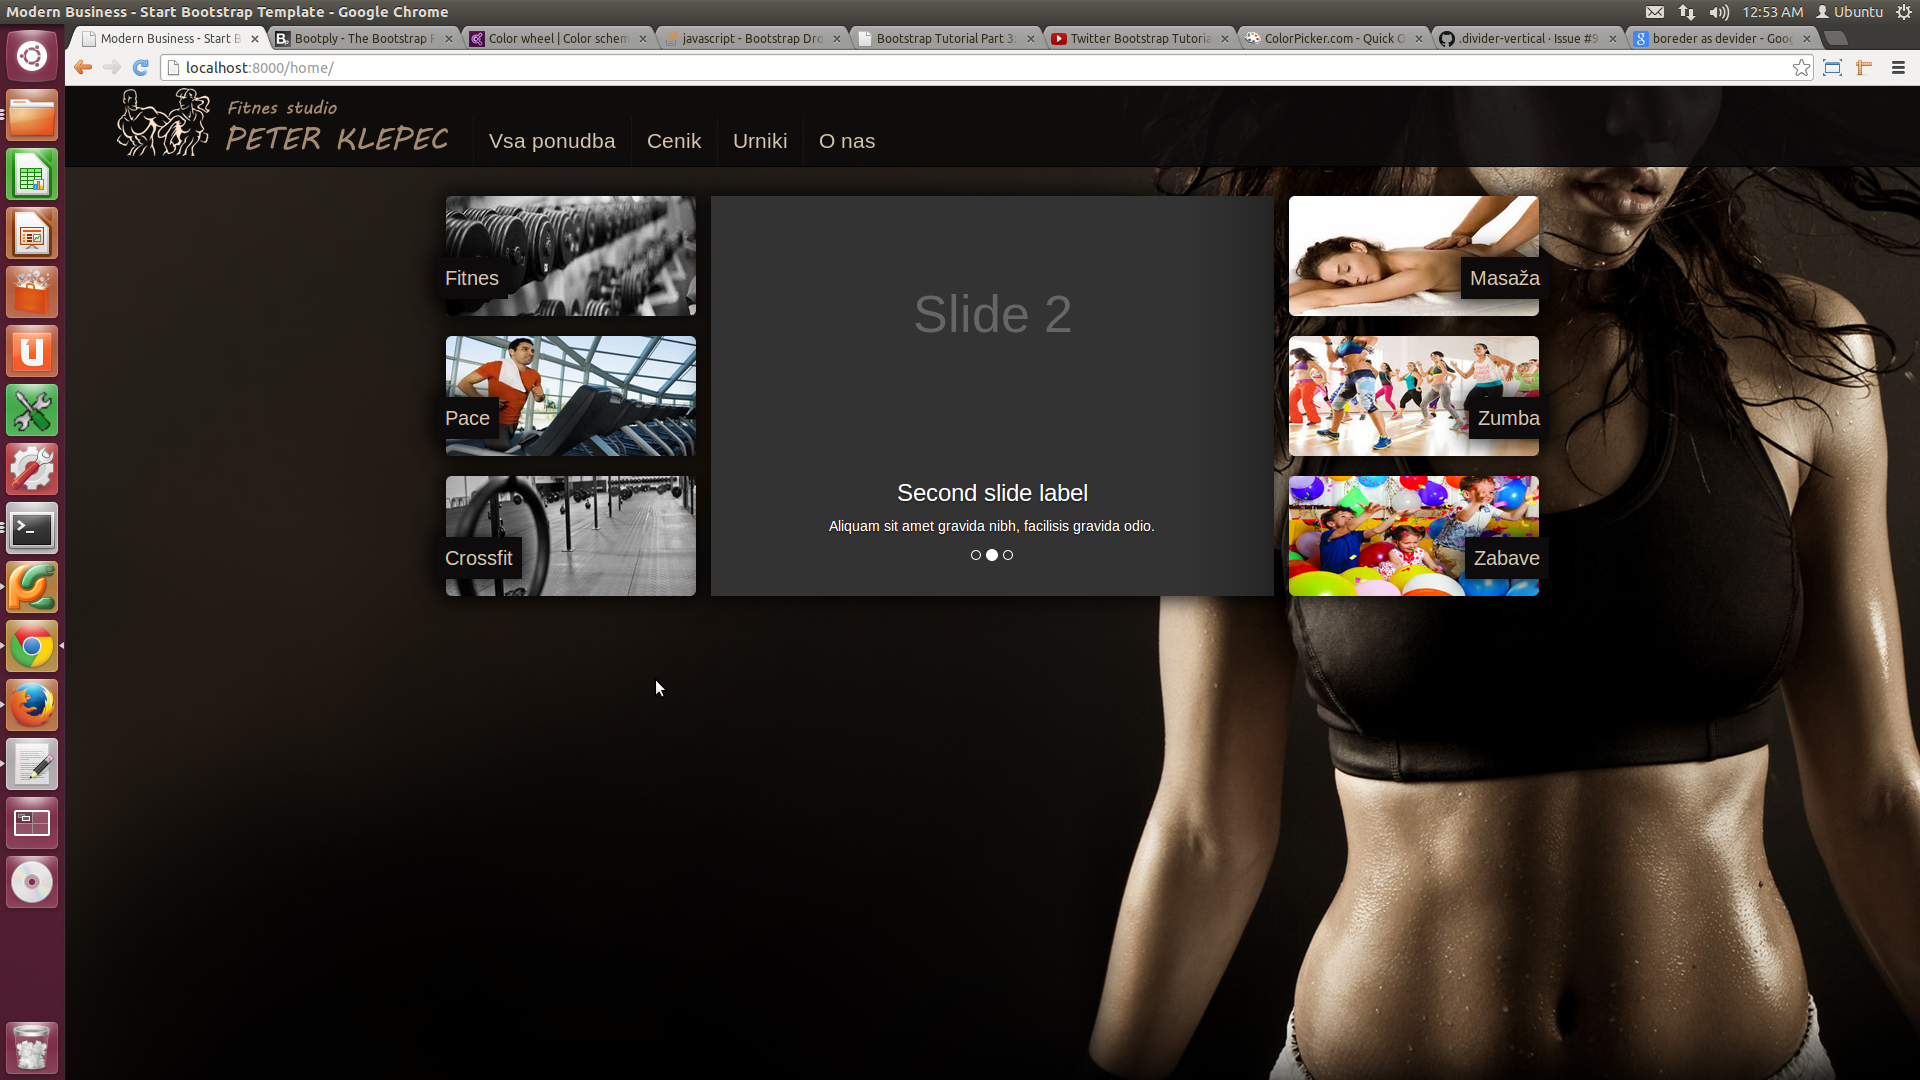 Modern Business - Start Bootstrap Template - Google Chrome
12:53 AM Ubuntu
Modern Business - Start B
Bootply - The Bootstrap
Color wheel | Color schem
javascript - Bootstrap Dro
Bootstrap Tutorial Part 3
Twitter Bootstrap Tutoria
ColorPicker.com - Quick
.divider-vertical · Issue #9
boreder as devider - Goog
localhost:8000/home/
Fitnes studio
PETER KLEPEC
Vsa ponudba
Cenik
Urniki
O nas
Fitnes
Pace
Crossfit
Slide 2
Second slide label
Aliquam sit amet gravida nibh, facilisis gravida odio.
Masaža
Zumba
Zabave